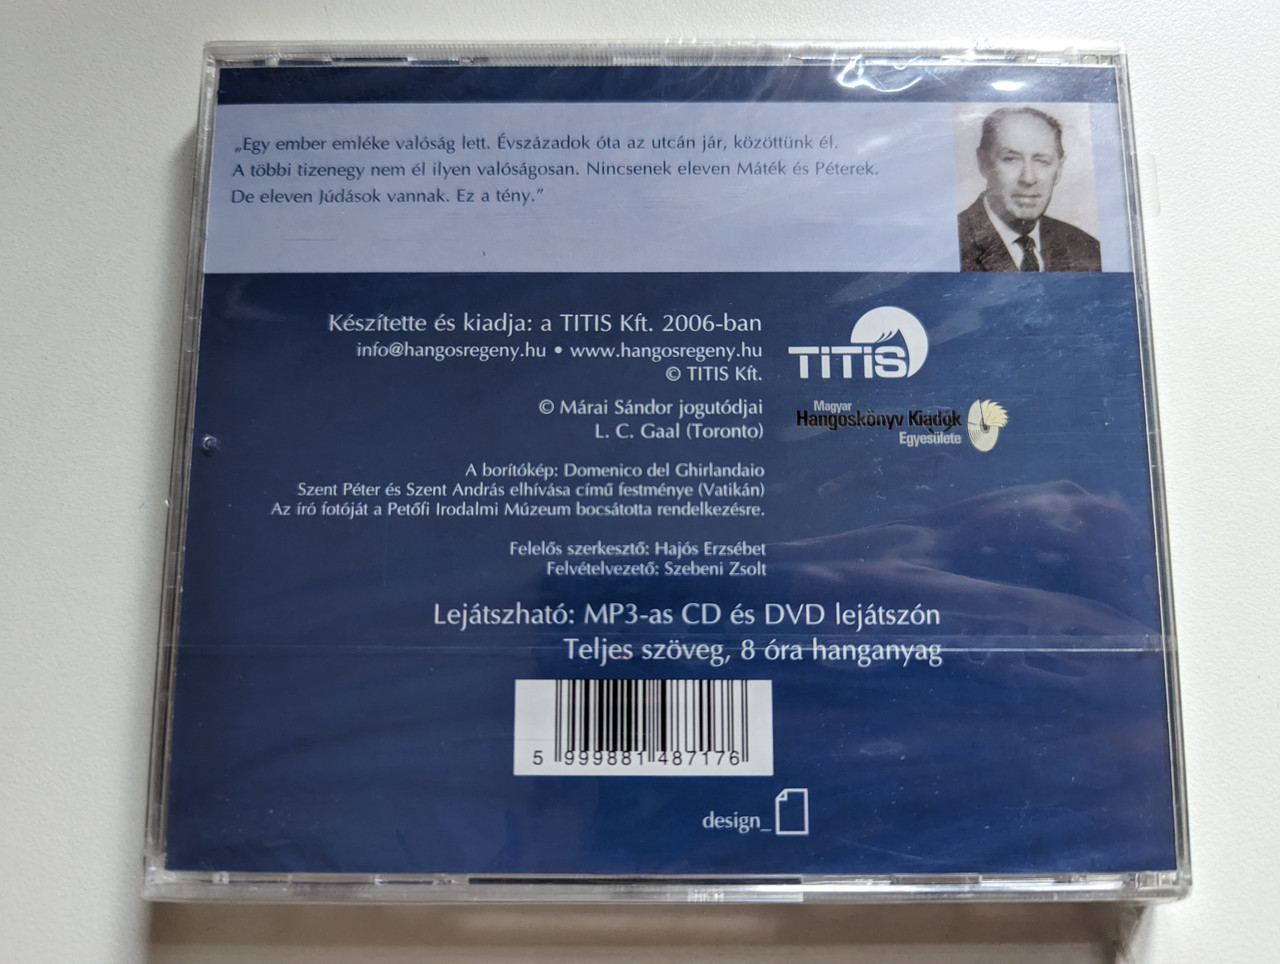 „Egy ember emléke valóság lett. Évszázadok óta az utcán jár, közöttünk él.
A többi tizenegy nem él ilyen valóságosan. Nincsenek eleven Máték és Péterek.
De eleven Júdások vannak. Ez a tény.”
Készítette és kiadja: a TITIS Kft. 2006-ban
info@hangosregeny.hu • www.hangosregeny.hu
© TITIS Kft.
TiTiS
© Márai Sándor jogutódjai
L. C. Gaal (Toronto)
Magyar
Hangoskönyv Kiadók
Egyesülete
A borítókép: Domenico del Ghirlandaio
Szent Péter és Szent András elhívása című festménye (Vatikán)
Az író fotóját a Petőfi Irodalmi Múzeum bocsátotta rendelkezésre.
Felelős szerkesztő: Hajós Erzsébet
Felvételvezető: Szebeni Zsolt
Lejátszható: MP3-as CD és DVD lejátszón
Teljes szöveg, 8 óra hanganyag
5 999881 487176
design_